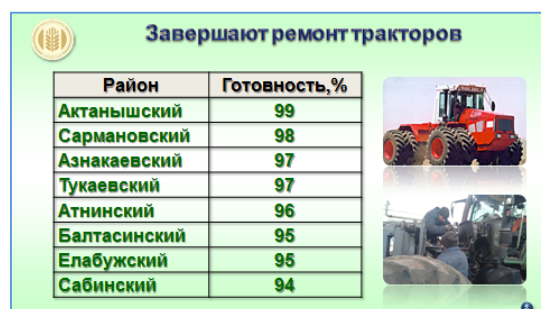 Завершают ремонт тракторов
Район Готовность,%
Актанышский 99
Сармановский 98
Азнакаевский 97
Тукаевский 97
Атнинский 96
Балтасинский 95
Елабужский 95
Сабинский 94